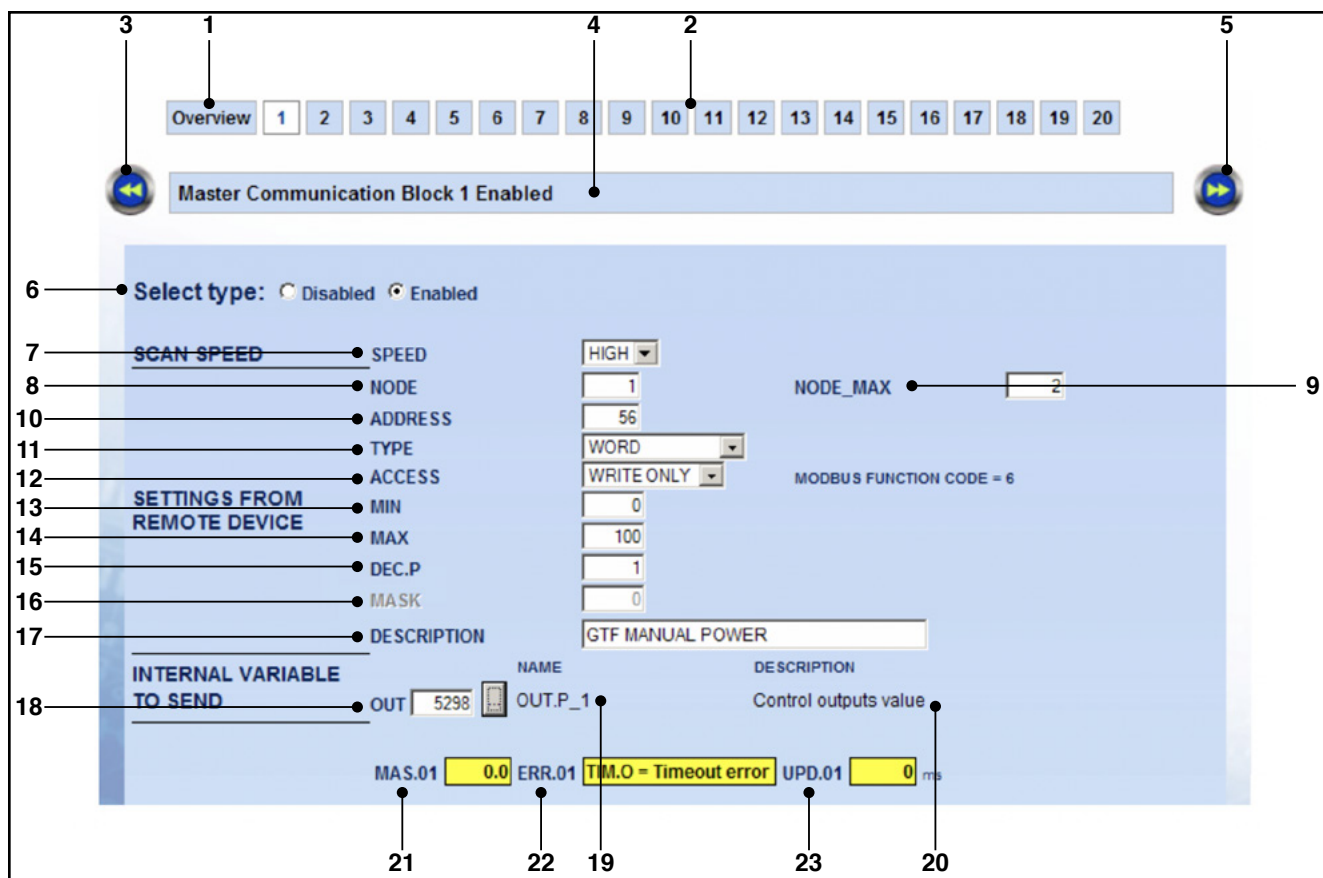 3 1 4 2 5
Overview 1 2 3 4 5 6 7 8 9 10 11 12 13 14 15 16 17 18 19 20
Master Communication Block 1 Enabled
6 Select type: Disabled Enabled
7 SCAN SPEED SPEED HIGH
8 NODE 1 NODE_MAX 2 9
10 ADDRESS 56
11 TYPE WORD
12 ACCESS WRITE ONLY MODBUS FUNCTION CODE = 6
SETTINGS FROM
13 MIN 0
REMOTE DEVICE
14 MAX 100
15 DEC.P 1
16 MASK 0
17 DESCRIPTION GTF MANUAL POWER
INTERNAL VARIABLE NAME DESCRIPTION
18 TO SEND OUT 5298 ... OUT.P_1 Control outputs value
MAS.01 0.0 ERR.01 TIM.O = Timeout error UPD.01 0 ms
21 22 19 23 20